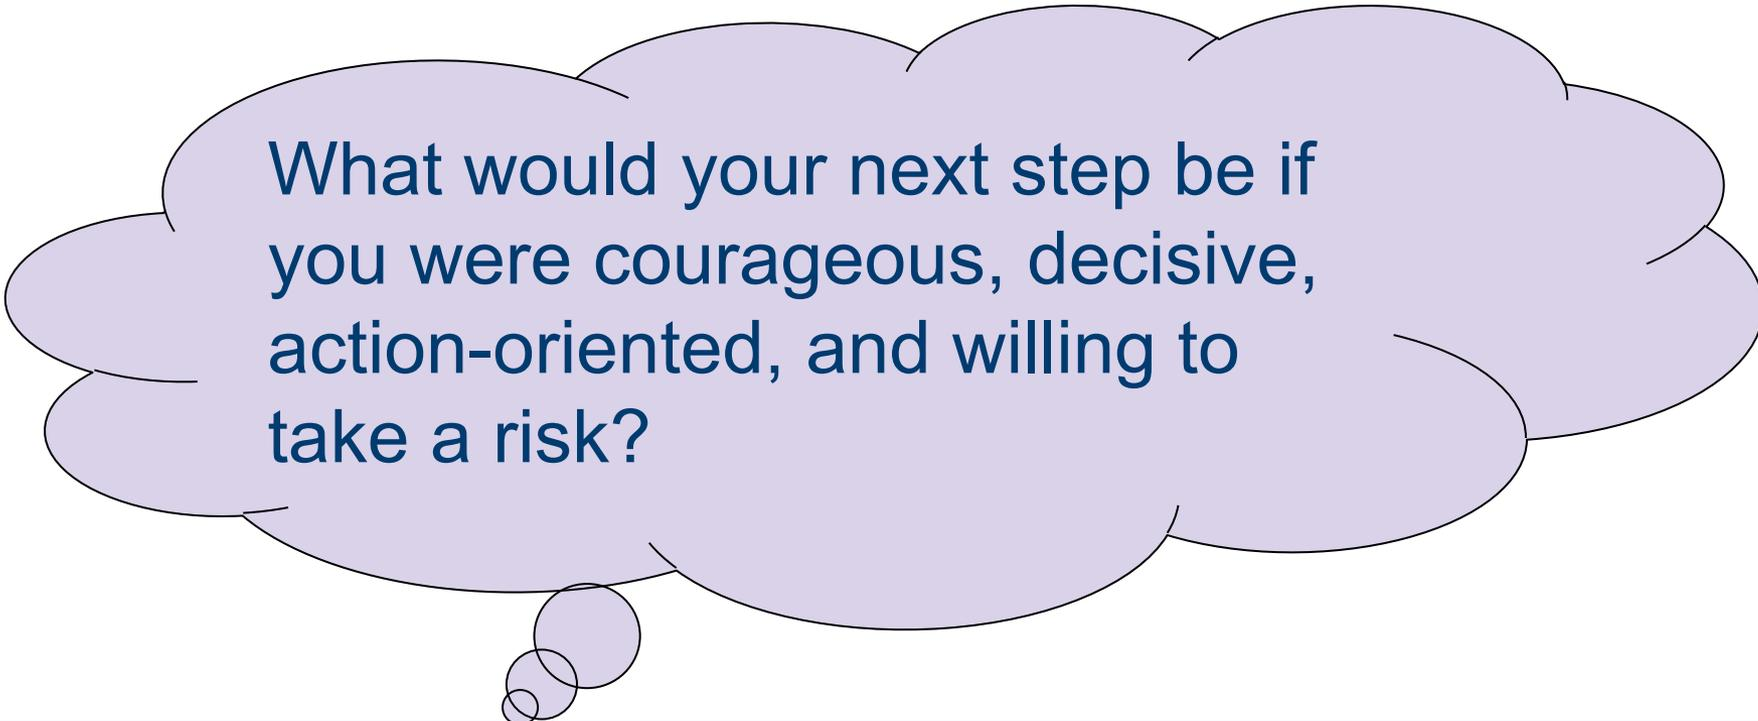 What would your next step be if
you were courageous, decisive,
action-oriented, and willing to
take a risk?